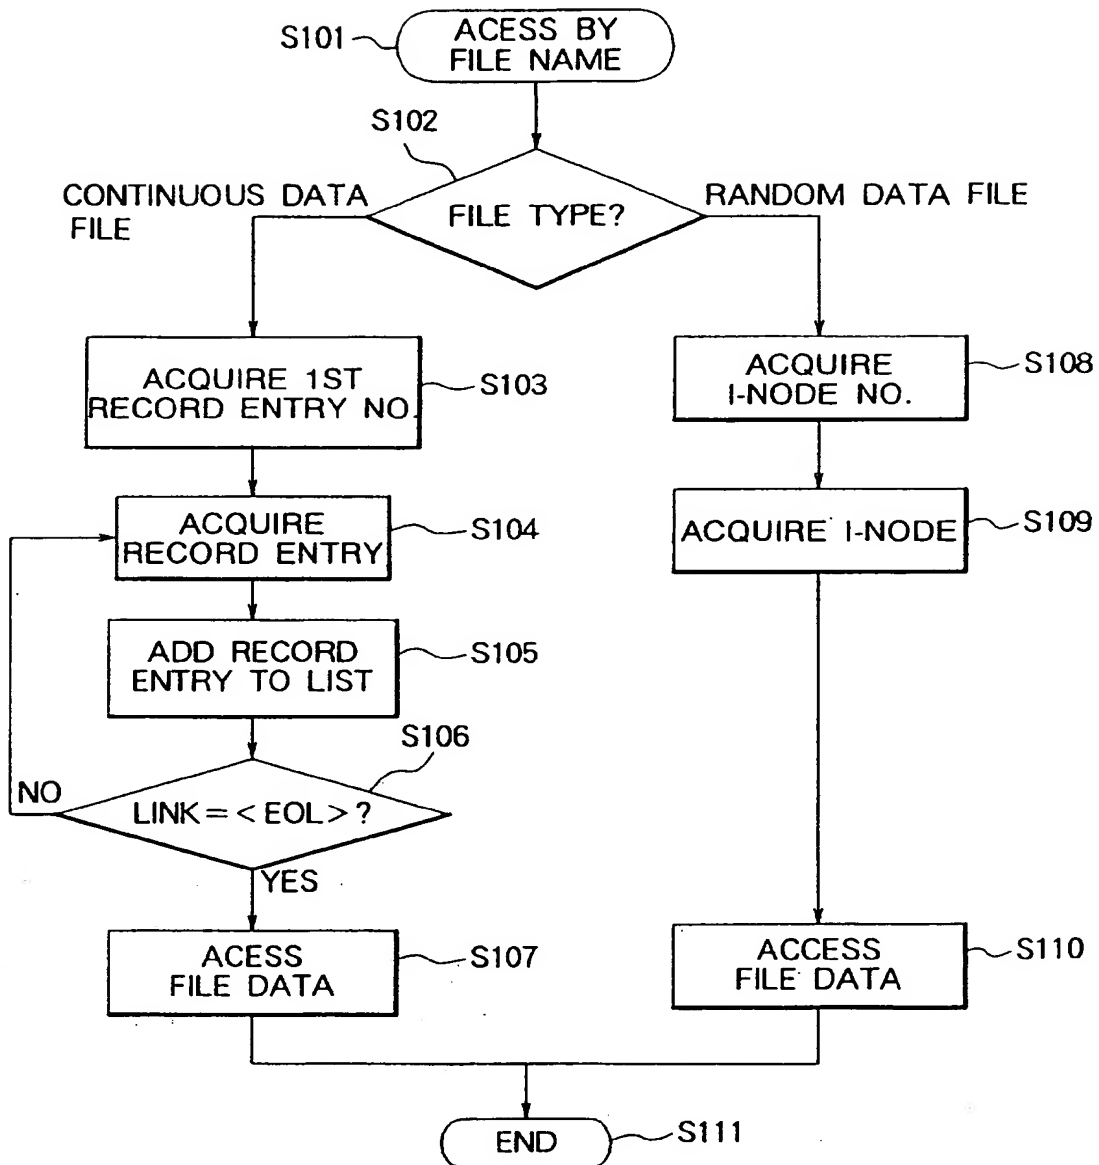 S101
ACESS BY
FILE NAME
S102
CONTINUOUS DATA
FILE
FILE TYPE?
RANDOM DATA FILE
ACQUIRE 1ST
RECORD ENTRY NO.
S103
ACQUIRE
RECORD ENTRY
S104
ADD RECORD
ENTRY TO LIST
S105
S106
NO
LINK=<EOL>?
YES
ACESS
FILE DATA
S107
ACQUIRE
I-NODE NO.
S108
ACQUIRE I-NODE
S109
ACCESS
FILE DATA
S110
END
S111